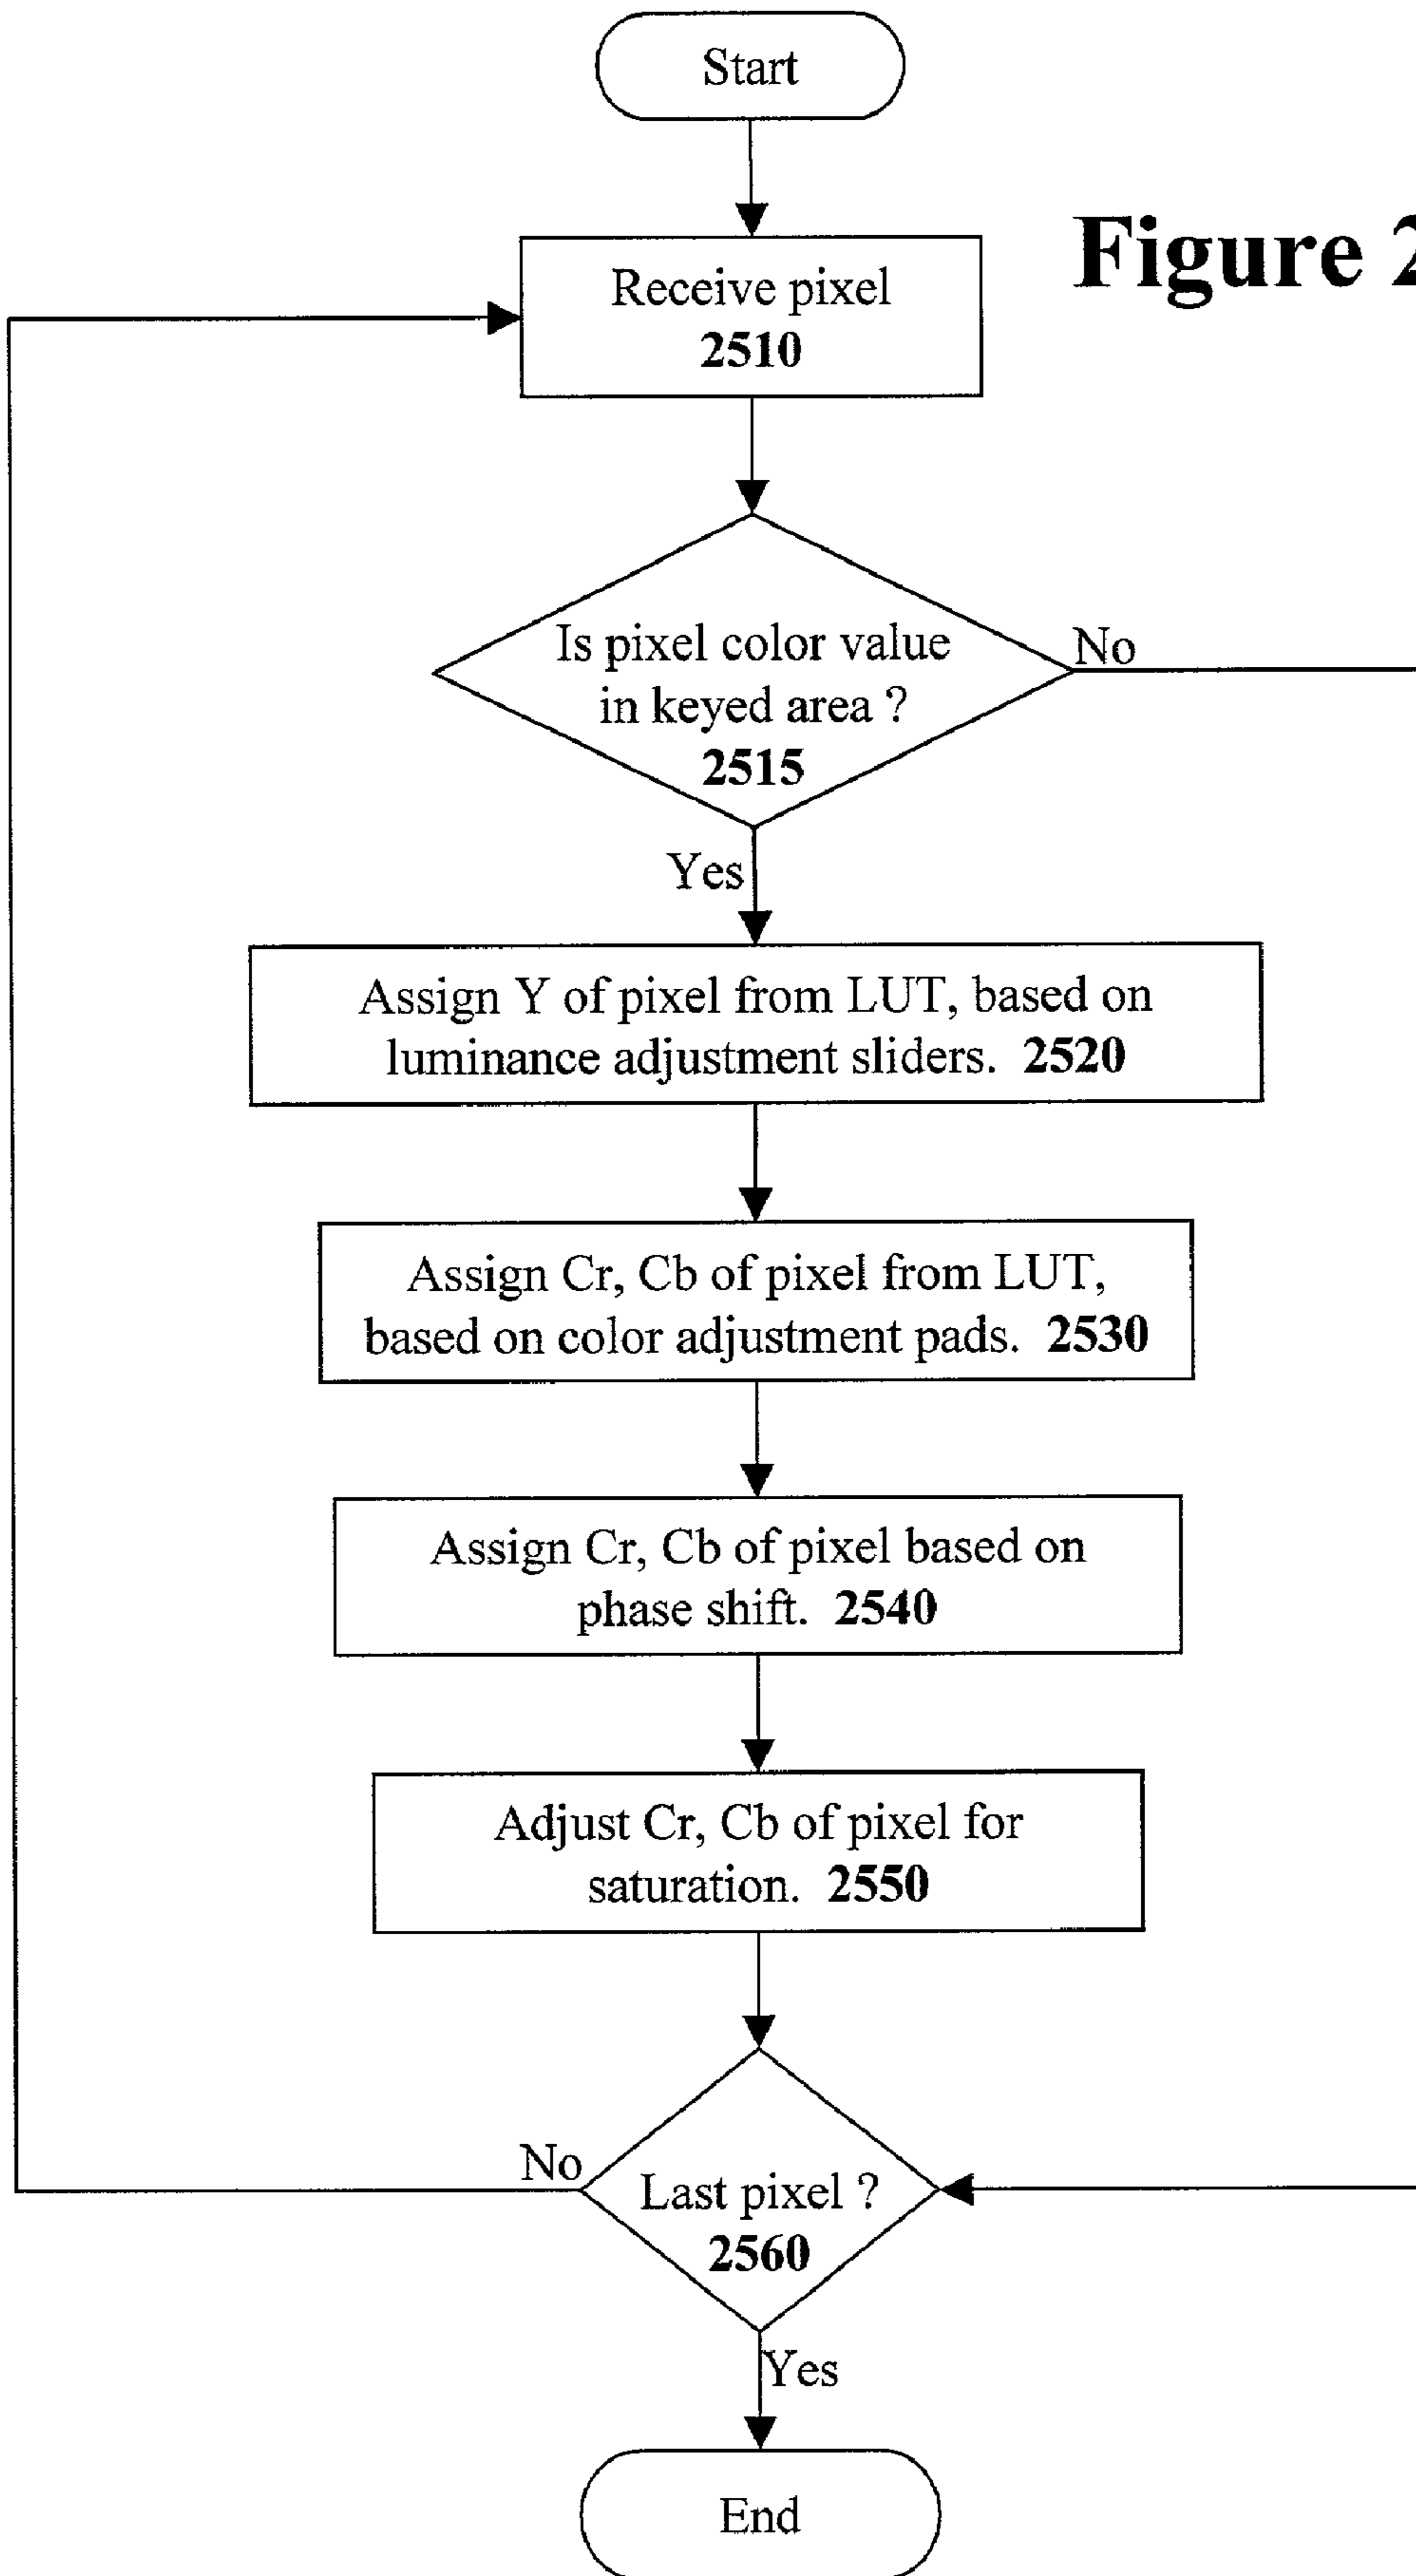 Start
Figure 2
Receive pixel
2510
Is pixel color value
in keyed area ?
2515
No
Yes
Assign Y of pixel from LUT, based on
luminance adjustment sliders. 2520
Assign Cr, Cb of pixel from LUT,
based on color adjustment pads. 2530
Assign Cr, Cb of pixel based on
phase shift. 2540
Adjust Cr, Cb of pixel for
saturation. 2550
No
Last pixel ?
2560
Yes
End